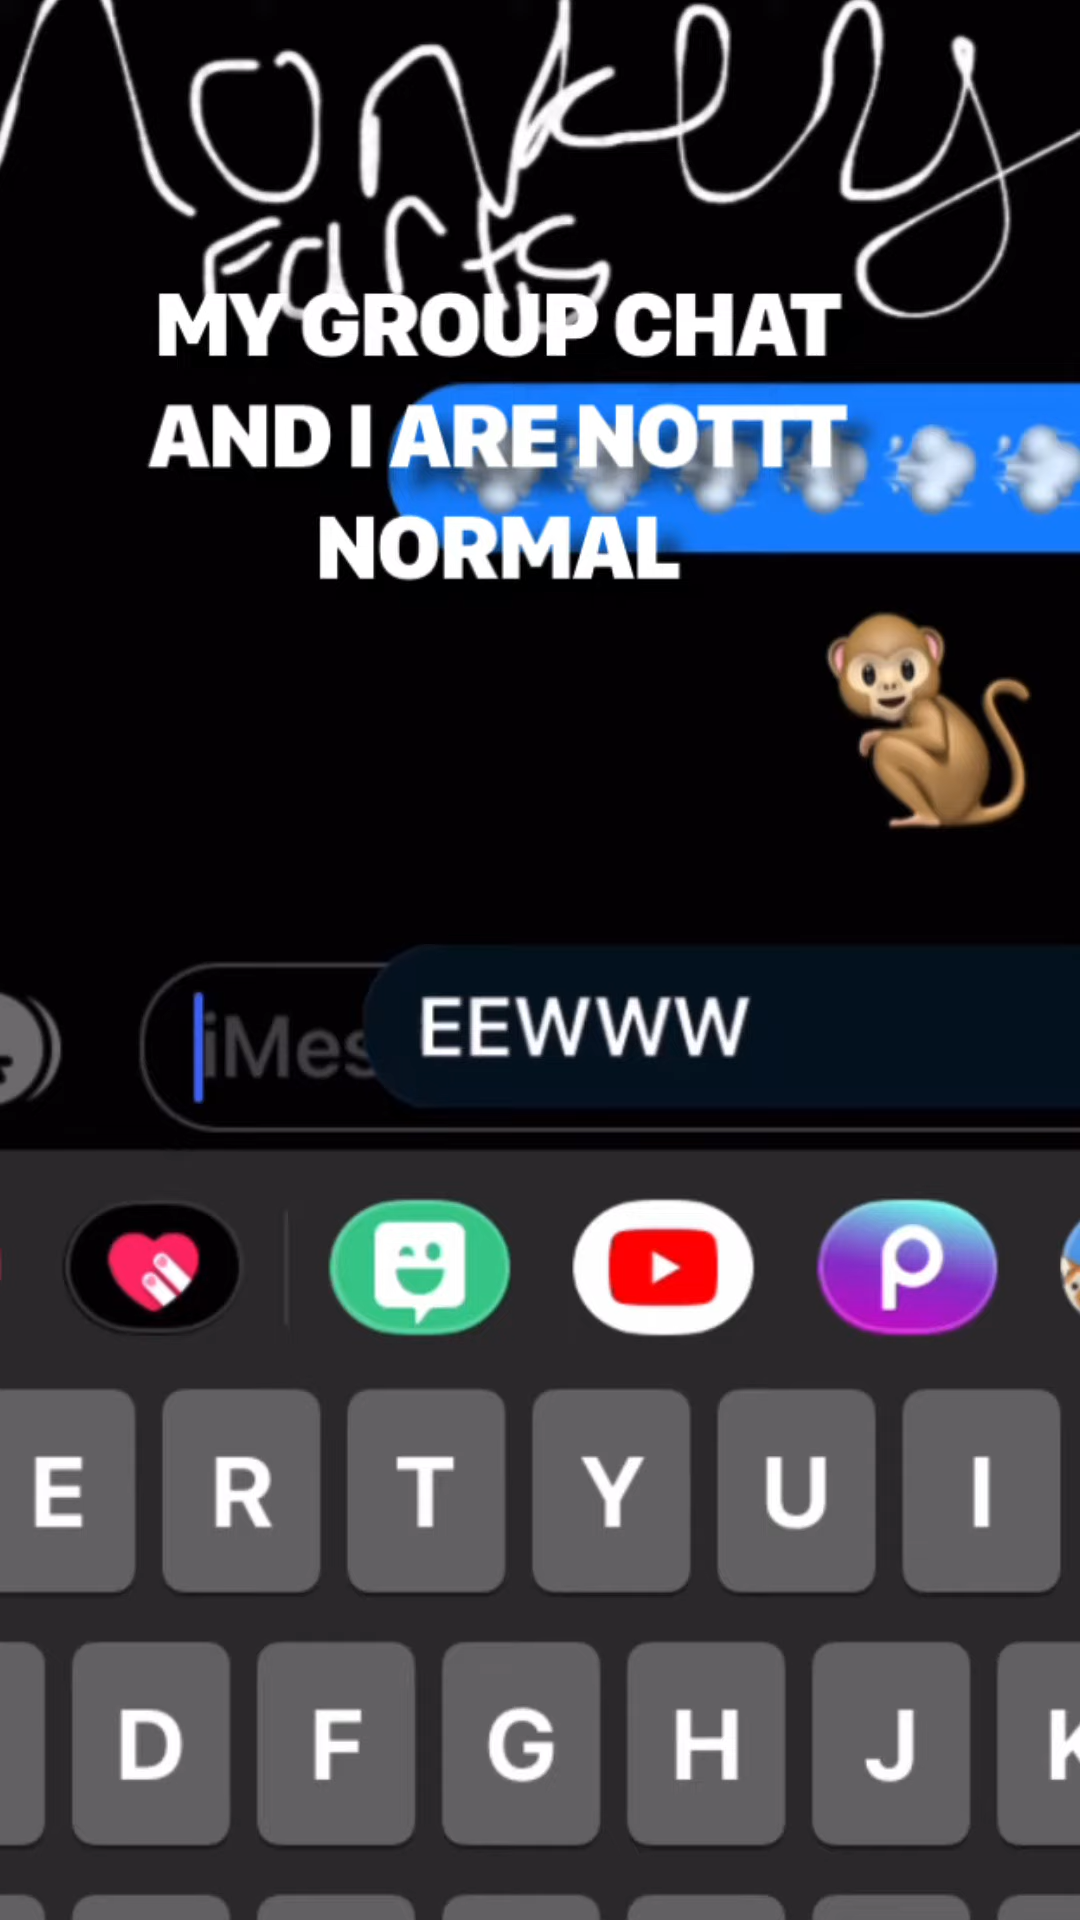 Monkey
Farts
MY GROUP CHAT
AND I ARE NOTTT
NORMAL
💨💨💨💨💨💨
🐒
iMes
EEWWW
E R T Y U I
D F G H J K